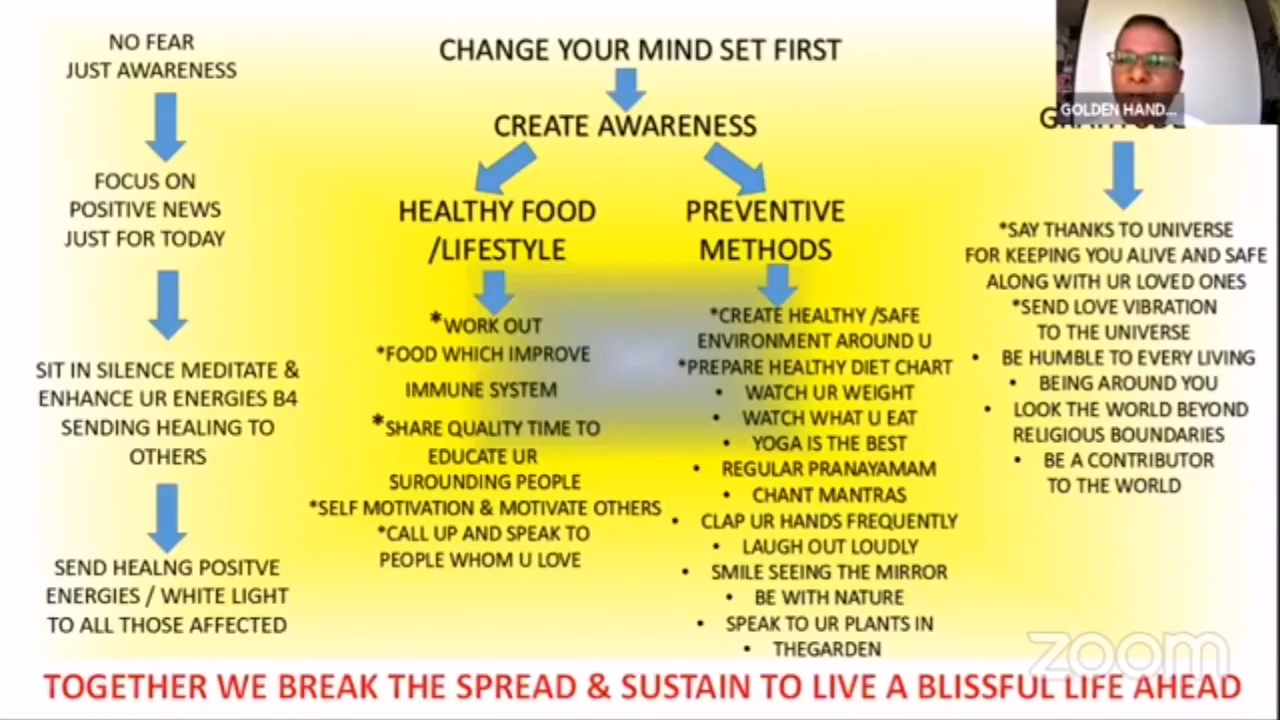 NO FEAR
JUST AWARENESS
FOCUS ON
POSITIVE NEWS
JUST FOR TODAY
SIT IN SILENCE MEDITATE &
ENHANCE UR ENERGIES B4
SENDING HEALING TO
OTHERS
SEND HEALNG POSITVE
ENERGIES / WHITE LIGHT
TO ALL THOSE AFFECTED
CHANGE YOUR MIND SET FIRST
CREATE AWARENESS
HEALTHY FOOD
/LIFESTYLE
*WORK OUT
*FOOD WHICH IMPROVE
IMMUNE SYSTEM
*SHARE QUALITY TIME TO
EDUCATE UR
SUROUNDING PEOPLE
*SELF MOTIVATION & MOTIVATE OTHERS
*CALL UP AND SPEAK TO
PEOPLE WHOM U LOVE
PREVENTIVE
METHODS
*CREATE HEALTHY /SAFE
ENVIRONMENT AROUND U
*PREPARE HEALTHY DIET CHART
• WATCH UR WEIGHT
• WATCH WHAT U EAT
• YOGA IS THE BEST
• REGULAR PRANAYAMAM
• CHANT MANTRAS
• CLAP UR HANDS FREQUENTLY
• LAUGH OUT LOUDLY
• SMILE SEEING THE MIRROR
• BE WITH NATURE
• SPEAK TO UR PLANTS IN
• THEGARDEN
GOLDEN HAND...
GRATITUDE
*SAY THANKS TO UNIVERSE
FOR KEEPING YOU ALIVE AND SAFE
ALONG WITH UR LOVED ONES
*SEND LOVE VIBRATION
TO THE UNIVERSE
• BE HUMBLE TO EVERY LIVING
• BEING AROUND YOU
• LOOK THE WORLD BEYOND
RELIGIOUS BOUNDARIES
• BE A CONTRIBUTOR
TO THE WORLD
zoom
TOGETHER WE BREAK THE SPREAD & SUSTAIN TO LIVE A BLISSFUL LIFE AHEAD